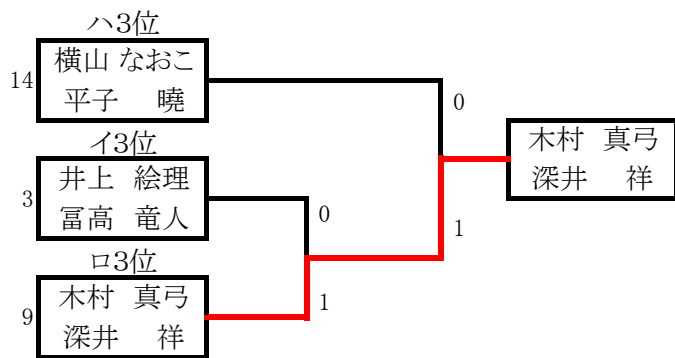 ハ3位
14
横山 なおこ
平子 曉
0
木村 真弓
深井 祥
イ3位
3
井上 絵理
冨高 竜人
0
1
ロ3位
9
木村 真弓
深井 祥
1